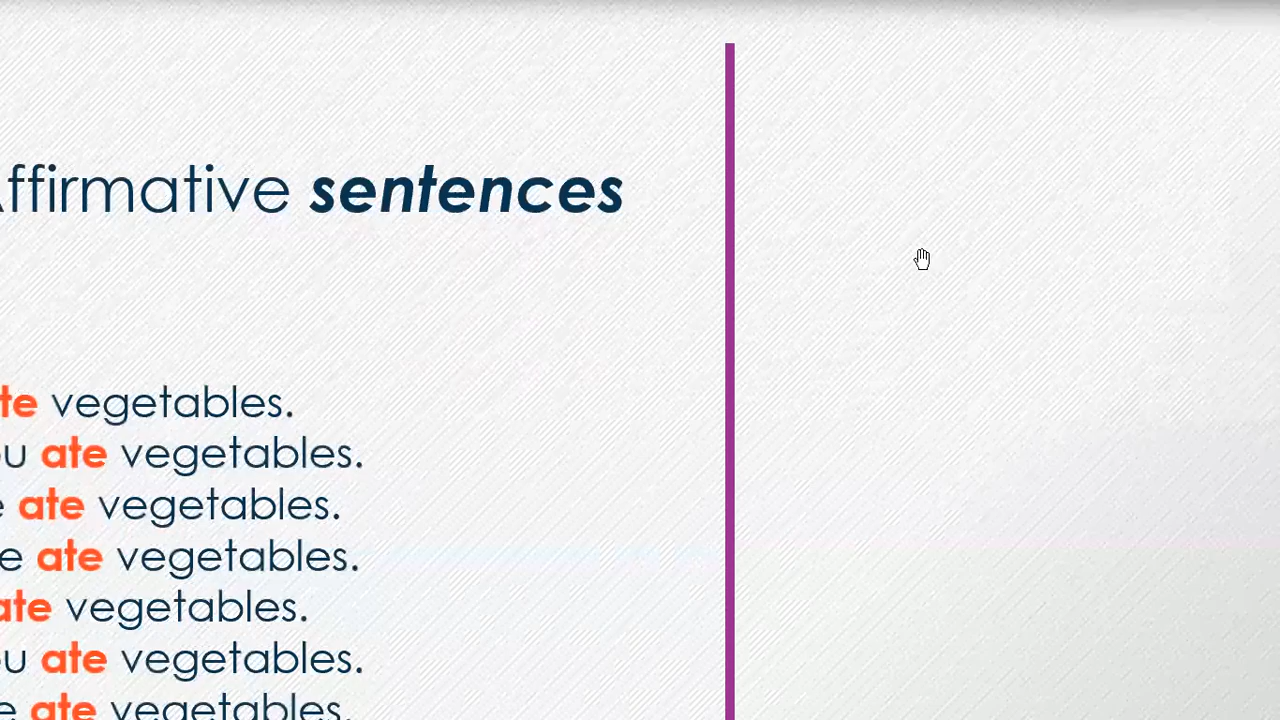 ffirmative sentences
te vegetables.
u ate vegetables.
e ate vegetables.
e ate vegetables.
ate vegetables.
u ate vegetables.
e ate vegetables.